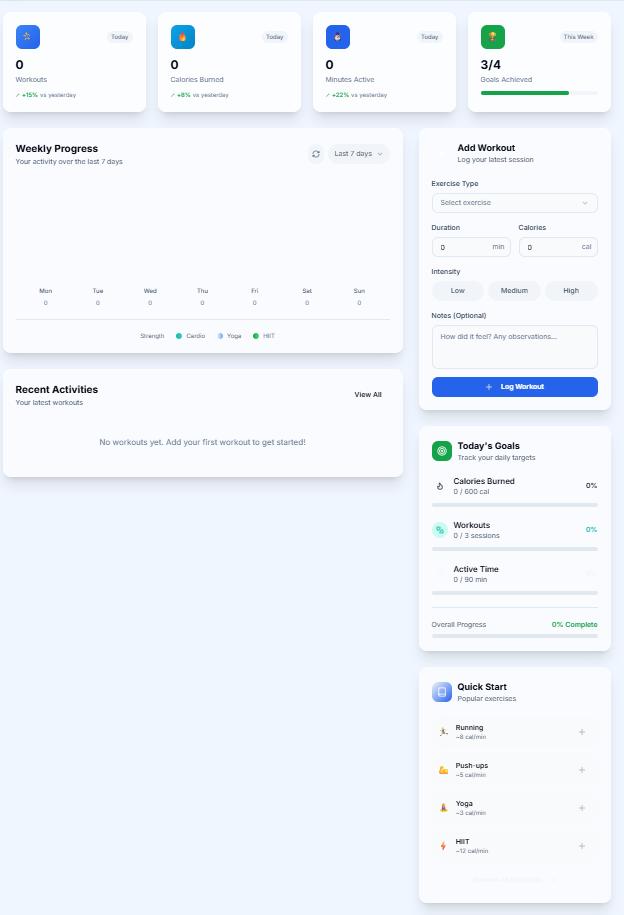 Today
0
Workouts
↗ +15% vs yesterday
Today
0
Calories Burned
↗ +8% vs yesterday
Today
0
Minutes Active
↗ +22% vs yesterday
This Week
3/4
Goals Achieved
Weekly Progress
Your activity over the last 7 days
Last 7 days
Mon Tue Wed Thu Fri Sat Sun
0 0 0 0 0 0 0
Strength Cardio Yoga HIIT
Recent Activities
Your latest workouts
View All
No workouts yet. Add your first workout to get started!
Add Workout
Log your latest session
Exercise Type
Select exercise
Duration Calories
0 min 0 cal
Intensity
Low Medium High
Notes (Optional)
How did it feel? Any observations...
+ Log Workout
Today's Goals
Track your daily targets
Calories Burned
0 / 600 cal
0%
Workouts
0 / 3 sessions
0%
Active Time
0 / 90 min
Overall Progress 0% Complete
Quick Start
Popular exercises
Running
~8 cal/min
+
Push-ups
~5 cal/min
+
Yoga
~3 cal/min
+
HIIT
~12 cal/min
+